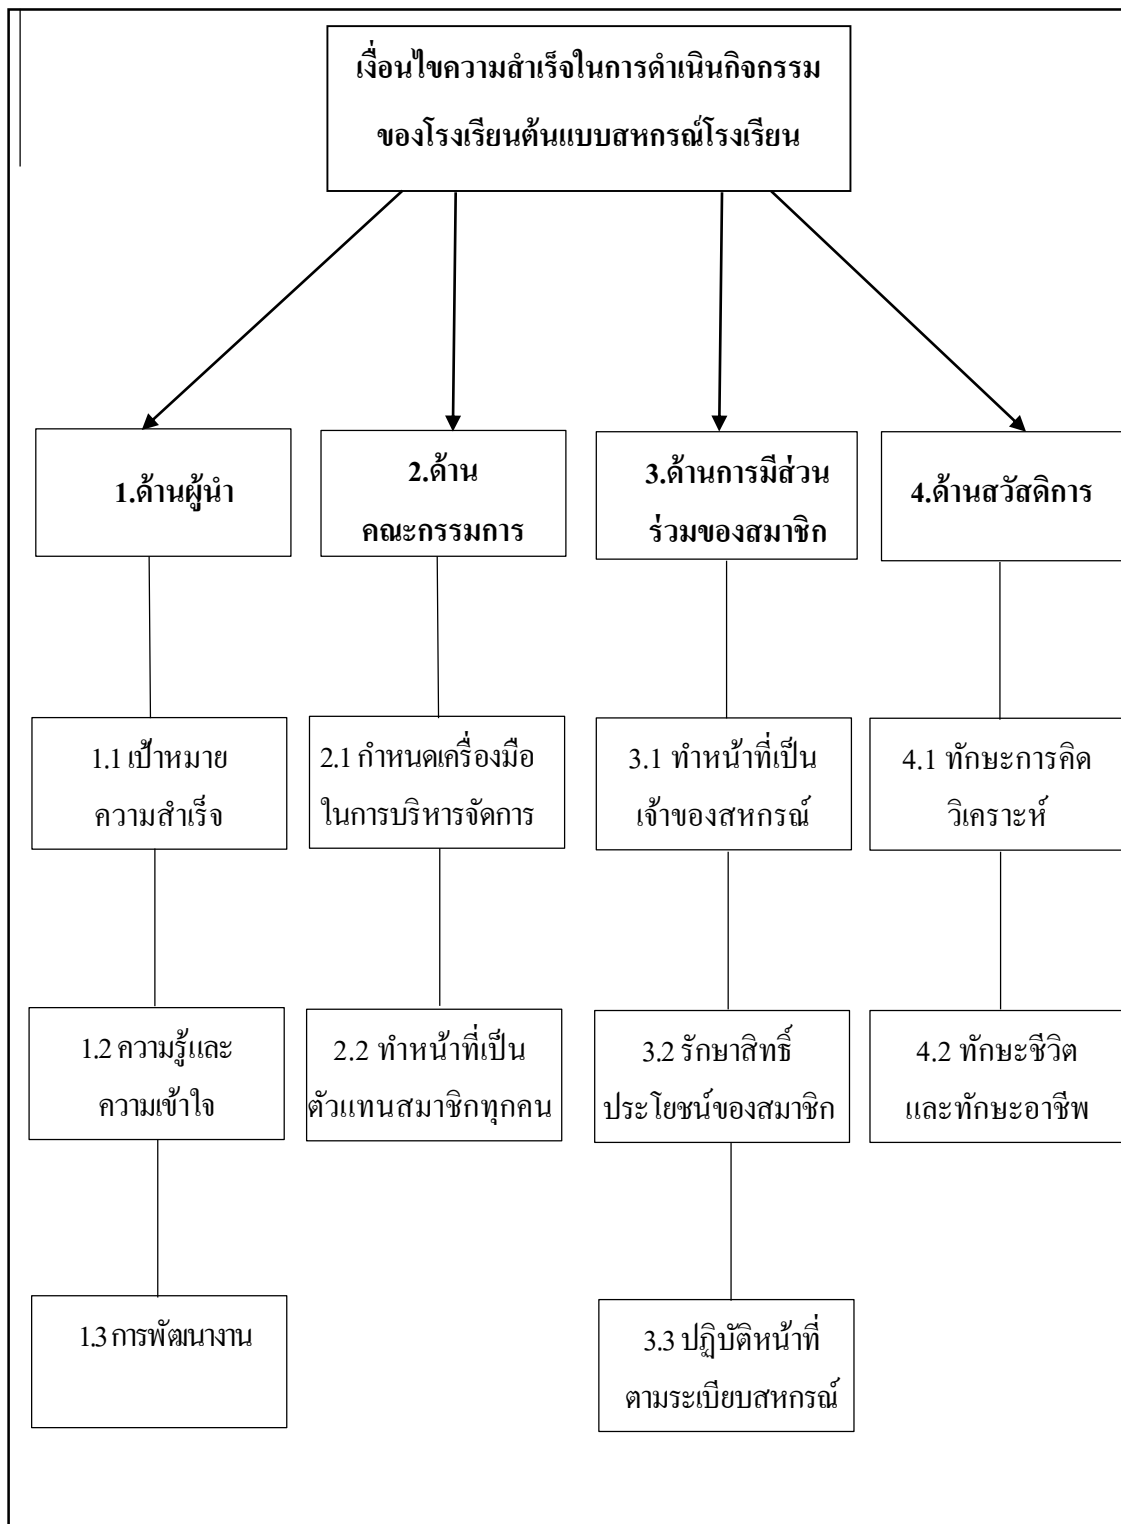 เงื่อนไขความสำเร็จในการดำเนินกิจกรรม
ของโรงเรียนต้นแบบสหกรณ์โรงเรียน
1.ด้านผู้นำ
2.ด้าน
คณะกรรมการ
3.ด้านการมีส่วน
ร่วมของสมาชิก
4.ด้านสวัสดิการ
1.1 เป้าหมาย
ความสำเร็จ
2.1 กำหนดเครื่องมือ
ในการบริหารจัดการ
3.1 ทำหน้าที่เป็น
เจ้าของสหกรณ์
4.1 ทักษะการคิด
วิเคราะห์
1.2 ความรู้และ
ความเข้าใจ
2.2 ทำหน้าที่เป็น
ตัวแทนสมาชิกทุกคน
3.2 รักษาสิทธิ์
ประโยชน์ของสมาชิก
4.2 ทักษะชีวิต
และทักษะอาชีพ
1.3 การพัฒนางาน
3.3 ปฏิบัติหน้าที่
ตามระเบียบสหกรณ์